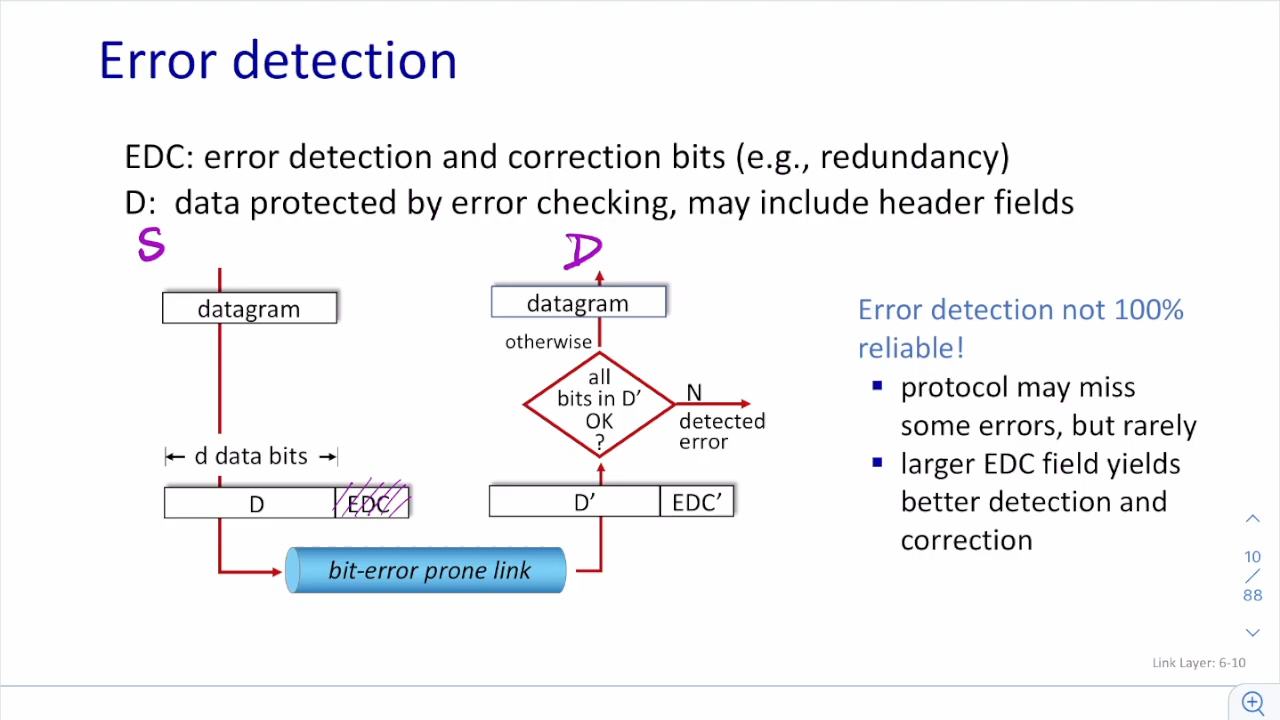 Error detection
EDC: error detection and correction bits (e.g., redundancy)
D: data protected by error checking, may include header fields
S
D
datagram
datagram
otherwise
all
bits in D’
OK
?
N
detected
error
d data bits
D
EDC
D’
EDC’
bit-error prone link
Error detection not 100%
reliable!
▪ protocol may miss
some errors, but rarely
▪ larger EDC field yields
better detection and
correction
10
/
88
Link Layer: 6-10